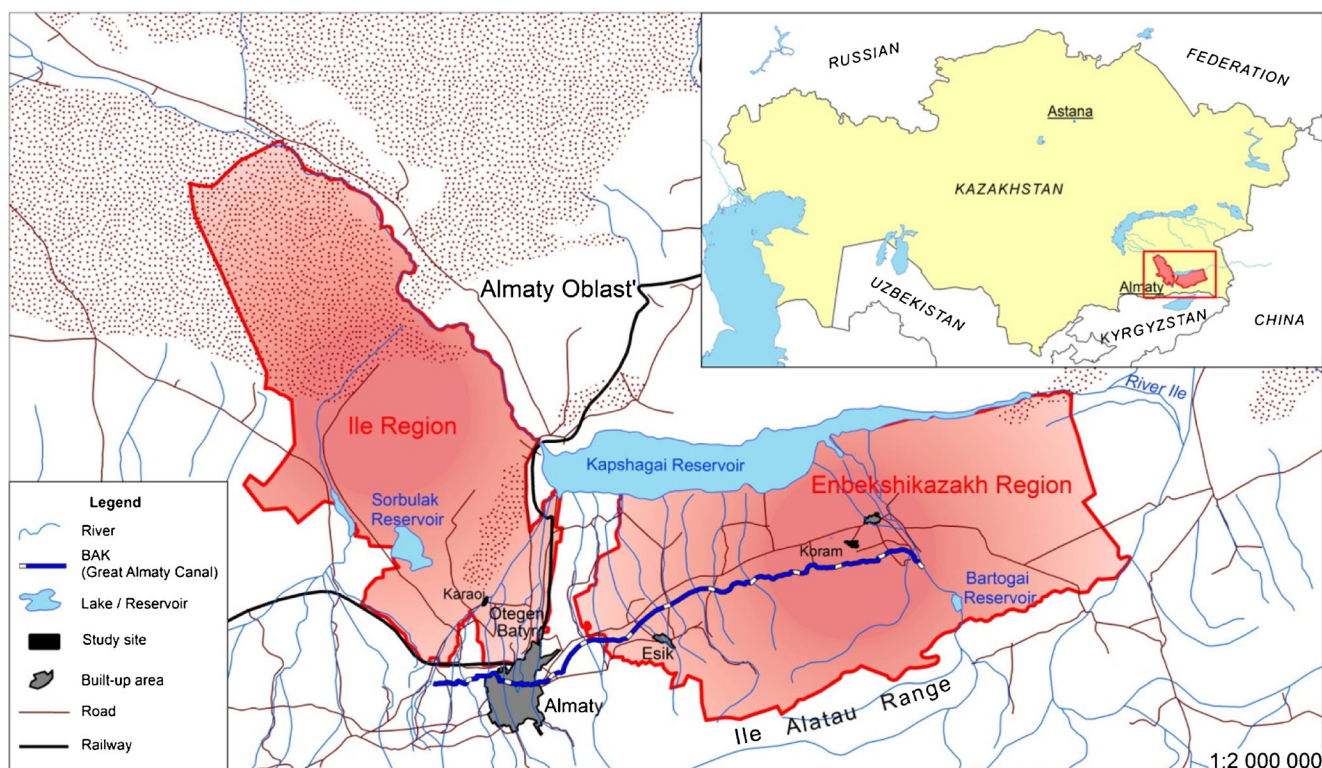 RUSSIAN
FEDERATION
Astana
KAZAKHSTAN
Almaty
UZBEKISTAN
KYRGYZSTAN
CHINA
Almaty Oblast'
River Ile
Ile Region
Kapshagai Reservoir
Enbekshikazakh Region
Sorbulak
Reservoir
Koram
Karaoi
Otegen
Batyr
Bartogai
Reservoir
Esik
Almaty
Ile Alatau Range
Legend
River
BAK
(Great Almaty Canal)
Lake / Reservoir
Study site
Built-up area
Road
Railway
1:2 000 000